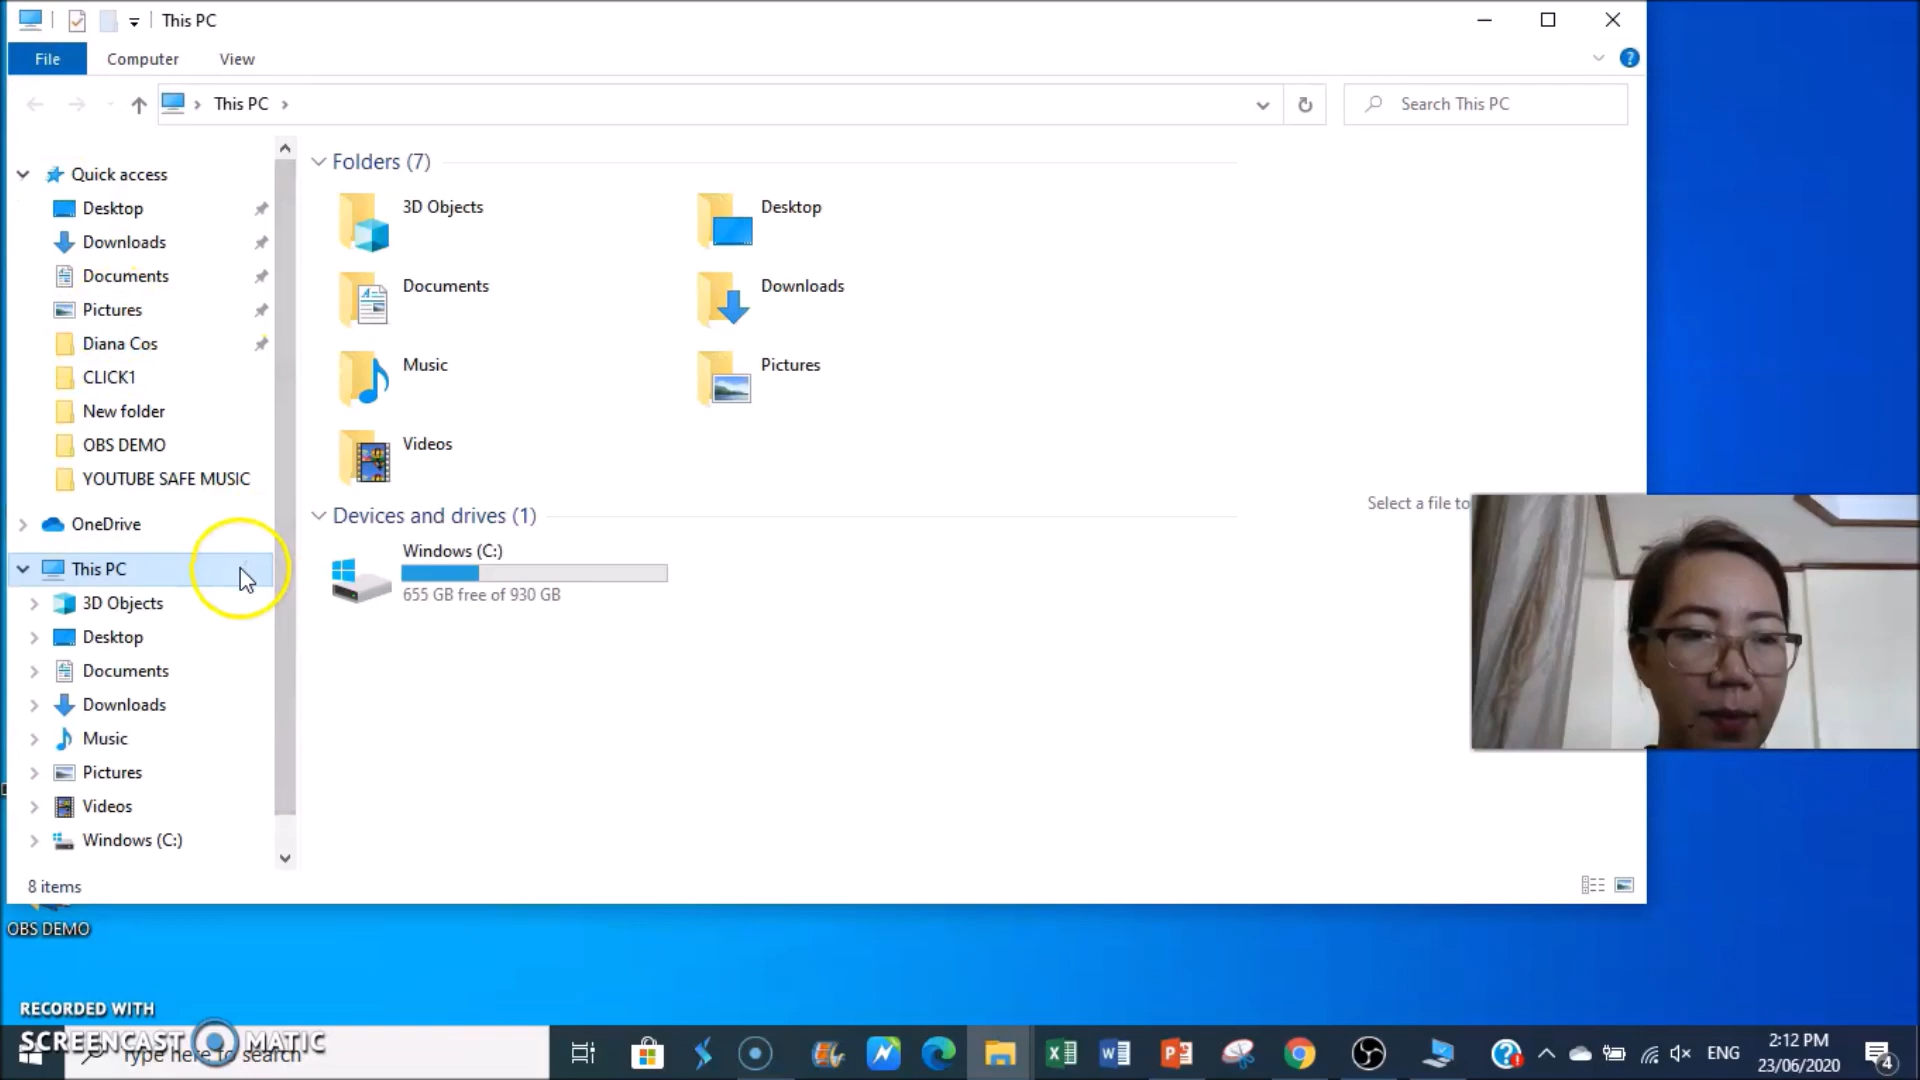 This PC
File Computer View
This PC
Search This PC
Quick access
Desktop
Downloads
Documents
Pictures
Diana Cos
CLICK1
New folder
OBS DEMO
YOUTUBE SAFE MUSIC
OneDrive
This PC
3D Objects
Desktop
Documents
Downloads
Music
Pictures
Videos
Windows (C:)
Folders (7)
3D Objects
Desktop
Documents
Downloads
Music
Pictures
Videos
Devices and drives (1)
Windows (C:)
655 GB free of 930 GB
Select a file to
8 items
OBS DEMO
RECORDED WITH
SCREENCAST MATIC
Type here to search
ENG
2:12 PM
23/06/2020
4